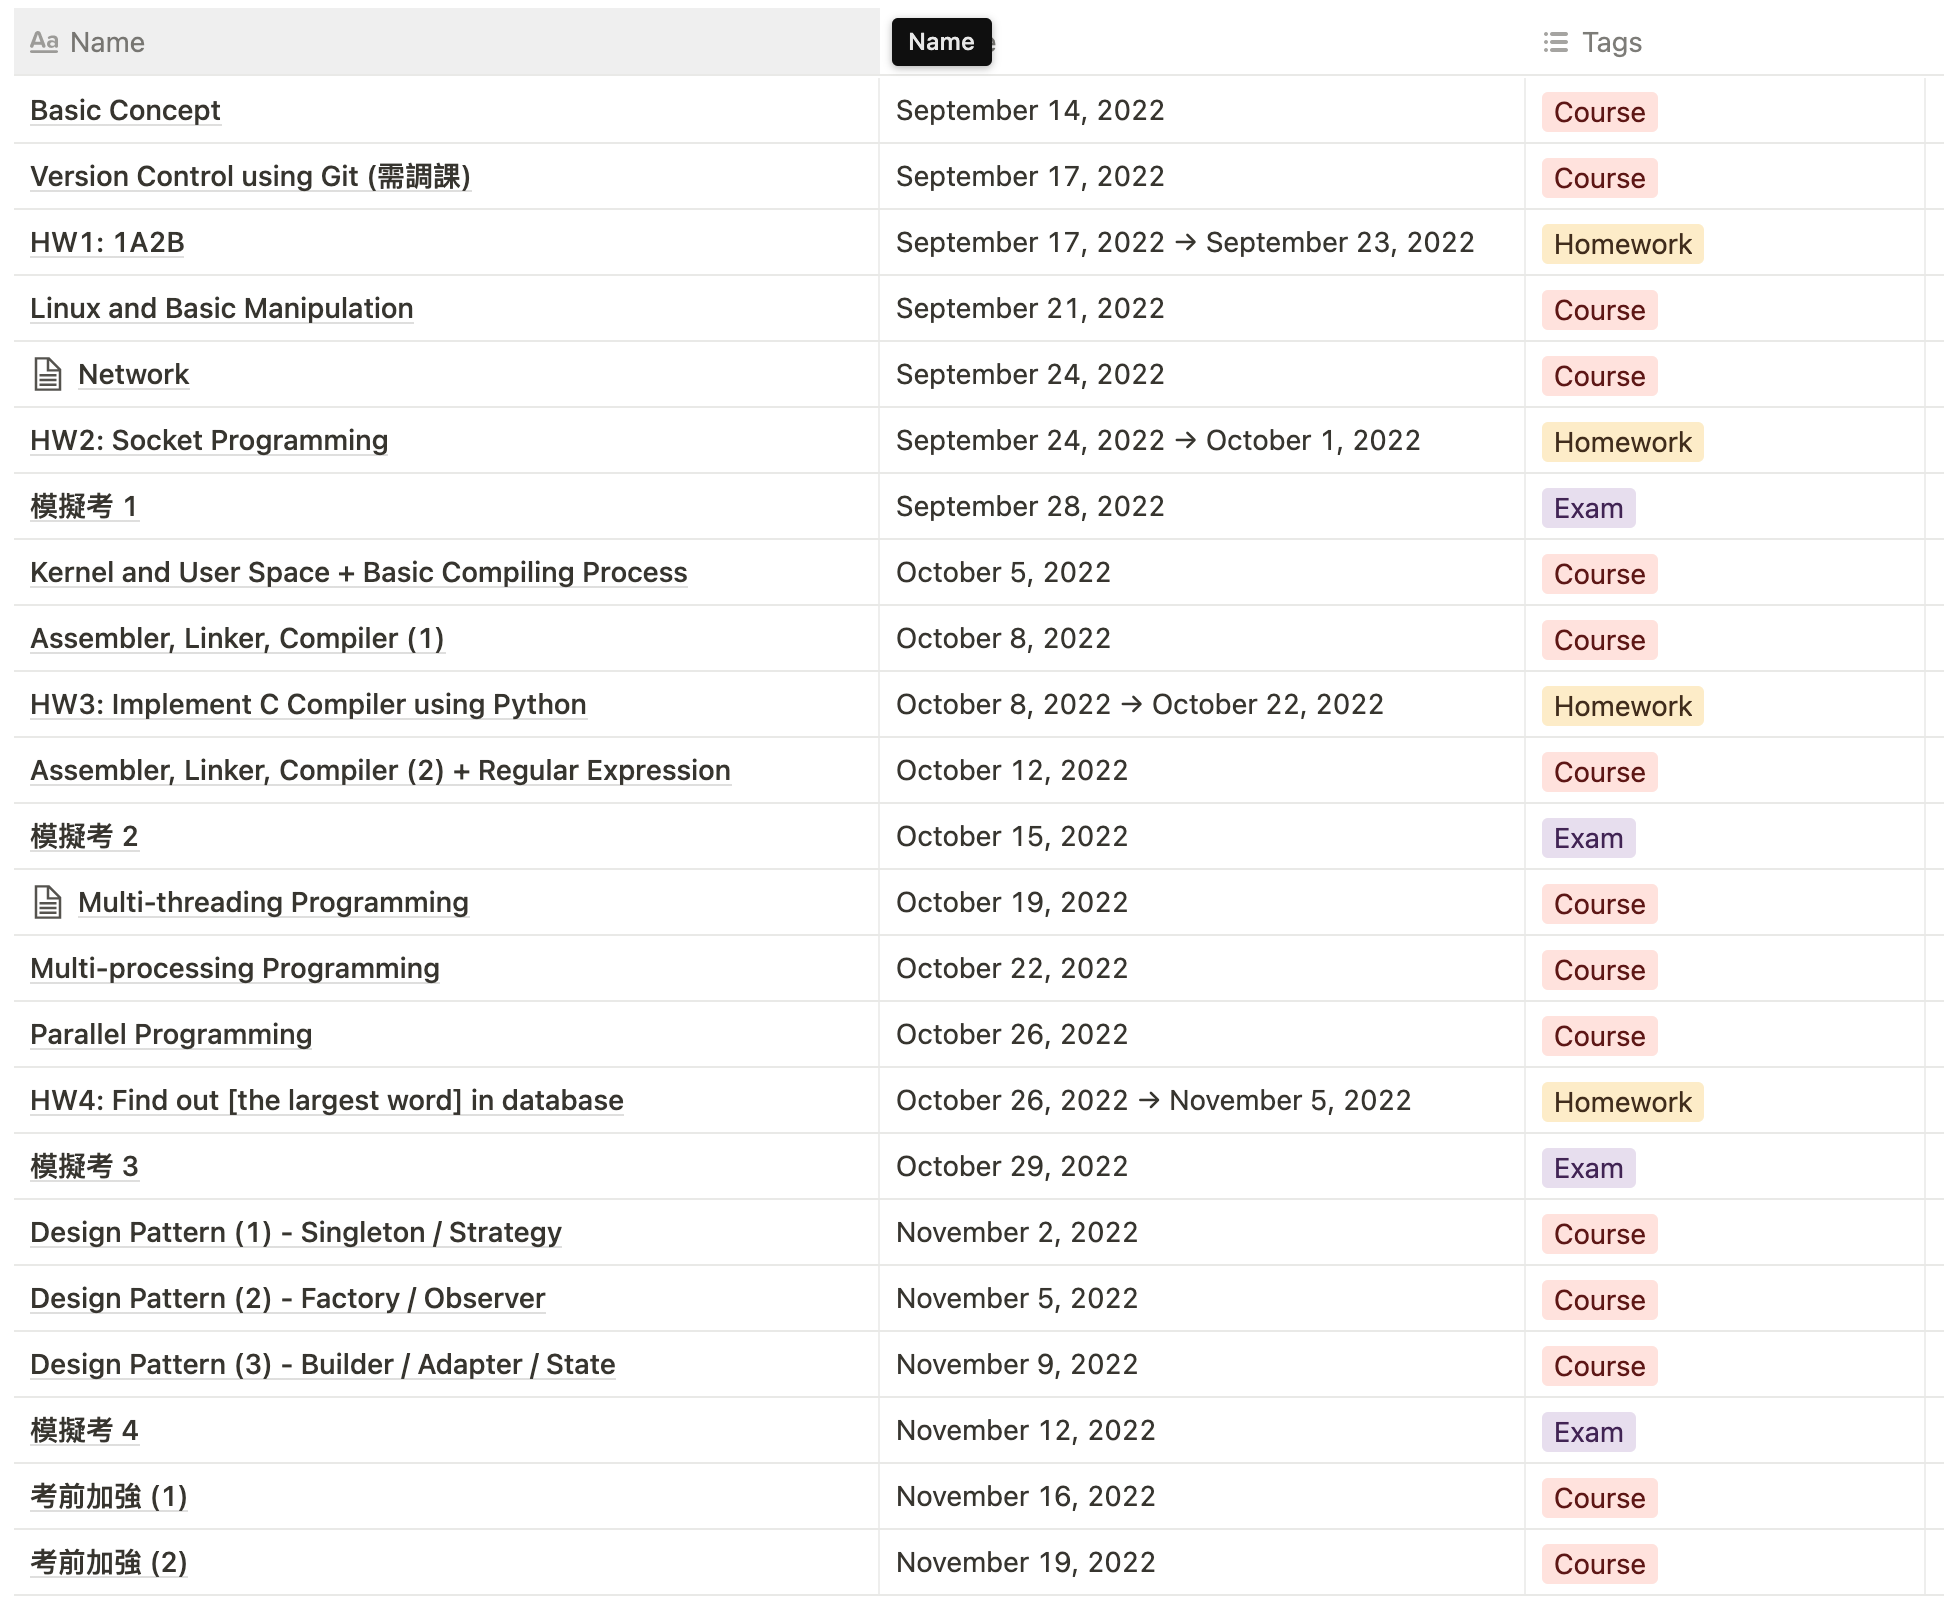 Aa Name Name Tags
Basic Concept September 14, 2022 Course
Version Control using Git (需調課) September 17, 2022 Course
HW1: 1A2B September 17, 2022 → September 23, 2022 Homework
Linux and Basic Manipulation September 21, 2022 Course
Network September 24, 2022 Course
HW2: Socket Programming September 24, 2022 → October 1, 2022 Homework
模擬考 1 September 28, 2022 Exam
Kernel and User Space + Basic Compiling Process October 5, 2022 Course
Assembler, Linker, Compiler (1) October 8, 2022 Course
HW3: Implement C Compiler using Python October 8, 2022 → October 22, 2022 Homework
Assembler, Linker, Compiler (2) + Regular Expression October 12, 2022 Course
模擬考 2 October 15, 2022 Exam
Multi-threading Programming October 19, 2022 Course
Multi-processing Programming October 22, 2022 Course
Parallel Programming October 26, 2022 Course
HW4: Find out [the largest word] in database October 26, 2022 → November 5, 2022 Homework
模擬考 3 October 29, 2022 Exam
Design Pattern (1) - Singleton / Strategy November 2, 2022 Course
Design Pattern (2) - Factory / Observer November 5, 2022 Course
Design Pattern (3) - Builder / Adapter / State November 9, 2022 Course
模擬考 4 November 12, 2022 Exam
考前加強 (1) November 16, 2022 Course
考前加強 (2) November 19, 2022 Course